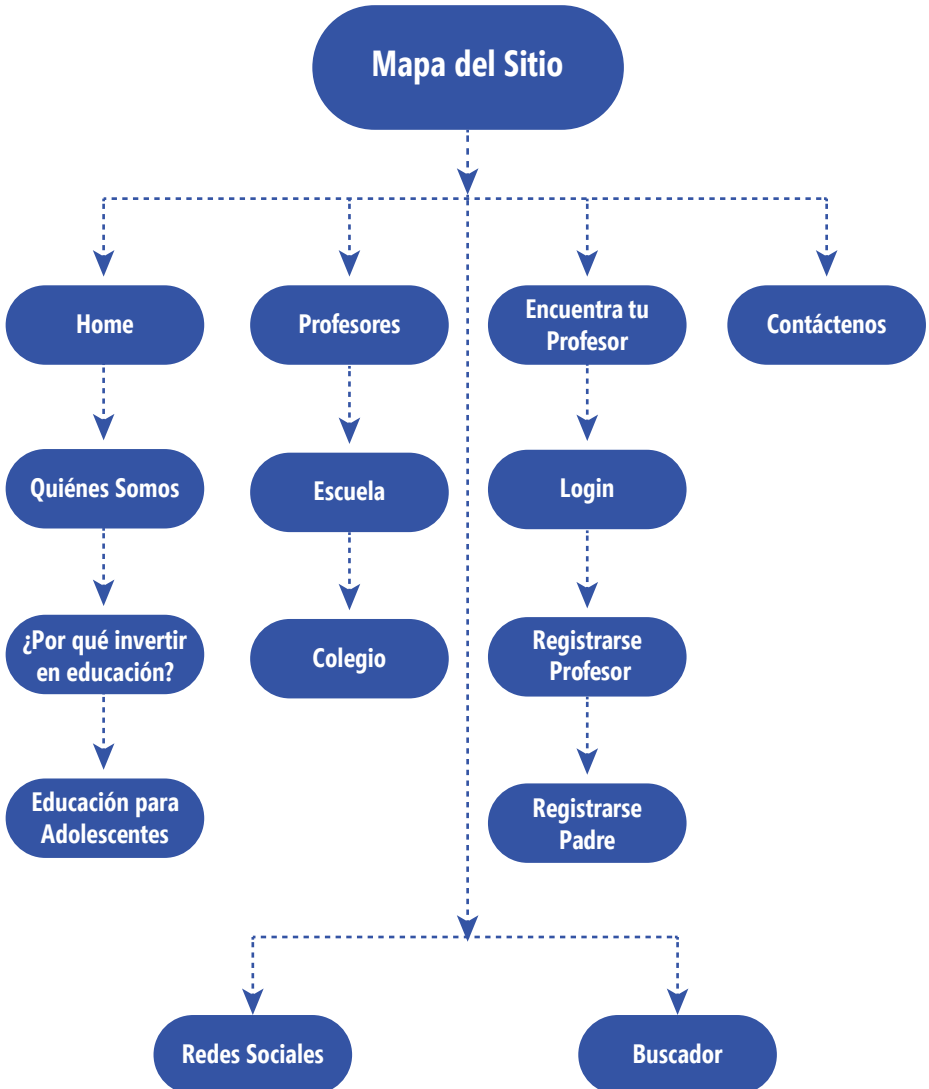 Mapa del Sitio
Home
Profesores
Encuentra tu
Profesor
Contáctenos
Quiénes Somos
Escuela
Login
¿Por qué invertir
en educación?
Colegio
Registrarse
Profesor
Educación para
Adolescentes
Registrarse
Padre
Redes Sociales
Buscador